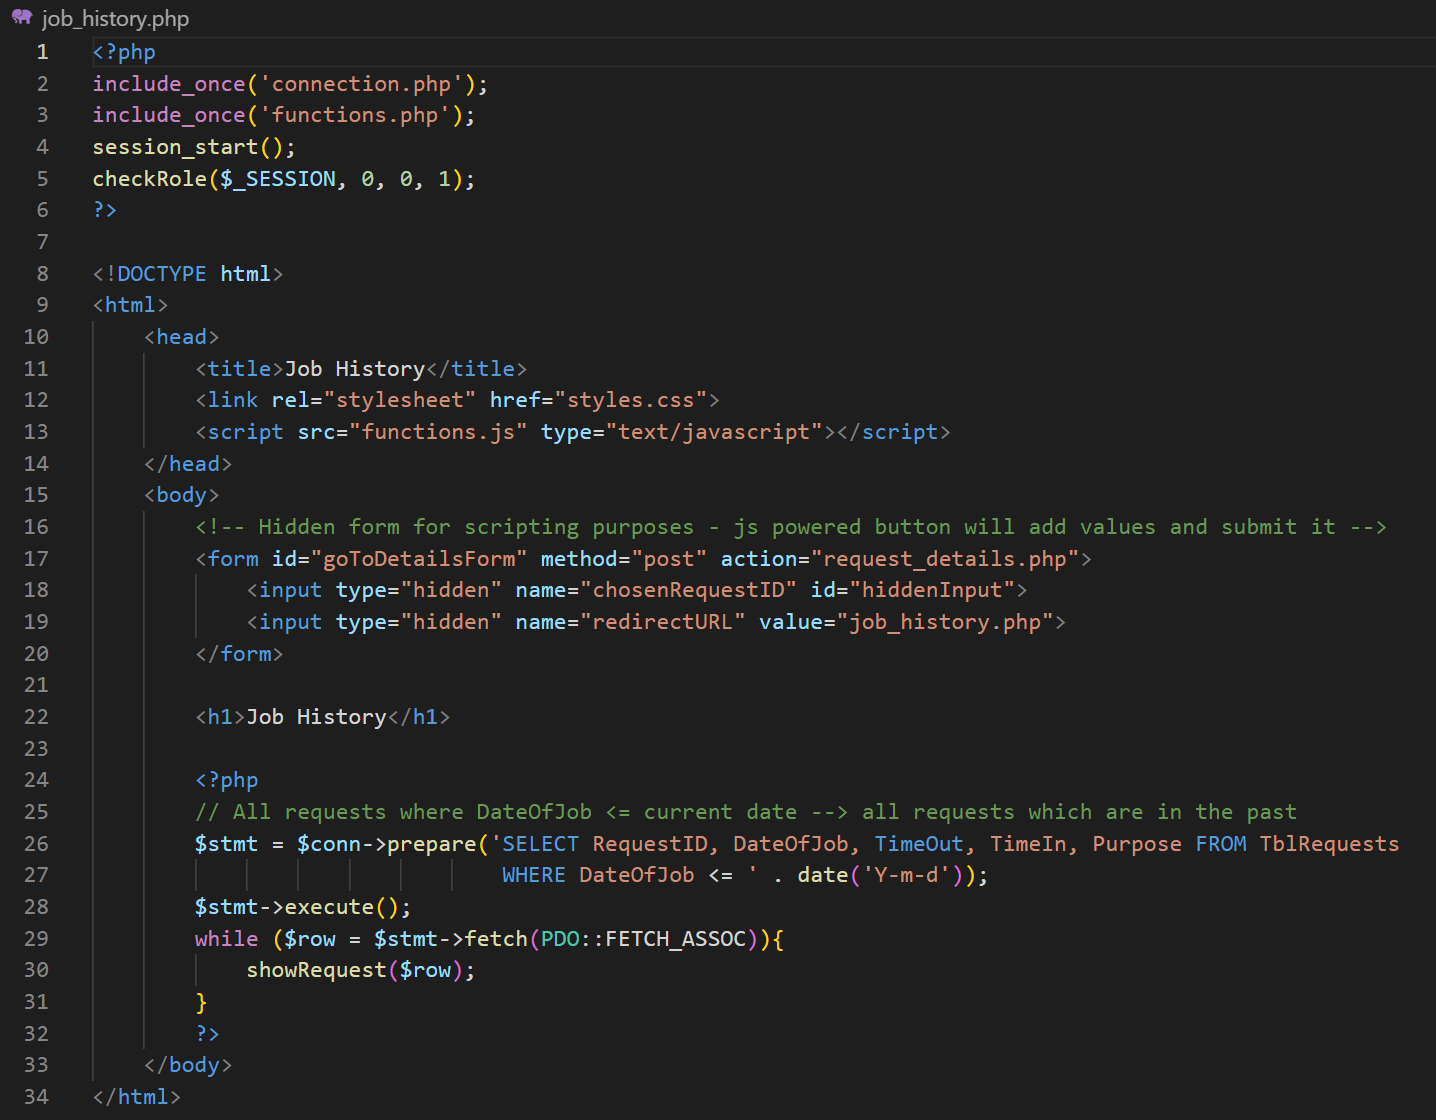 job_history.php
1 <?php
2 include_once('connection.php');
3 include_once('functions.php');
4 session_start();
5 checkRole($_SESSION, 0, 0, 1);
6 ?>
7
8 <!DOCTYPE html>
9 <html>
10     <head>
11         <title>Job History</title>
12         <link rel="stylesheet" href="styles.css">
13         <script src="functions.js" type="text/javascript"></script>
14     </head>
15     <body>
16         <!-- Hidden form for scripting purposes - js powered button will add values and submit it -->
17         <form id="goToDetailsForm" method="post" action="request_details.php">
18             <input type="hidden" name="chosenRequestID" id="hiddenInput">
19             <input type="hidden" name="redirectURL" value="job_history.php">
20         </form>
21
22         <h1>Job History</h1>
23
24         <?php
25         // All requests where DateOfJob <= current date --> all requests which are in the past
26         $stmt = $conn->prepare('SELECT RequestID, DateOfJob, TimeOut, TimeIn, Purpose FROM TblRequests
27                                 WHERE DateOfJob <= ' . date('Y-m-d'));
28         $stmt->execute();
29         while ($row = $stmt->fetch(PDO::FETCH_ASSOC)){
30             showRequest($row);
31         }
32         ?>
33     </body>
34 </html>